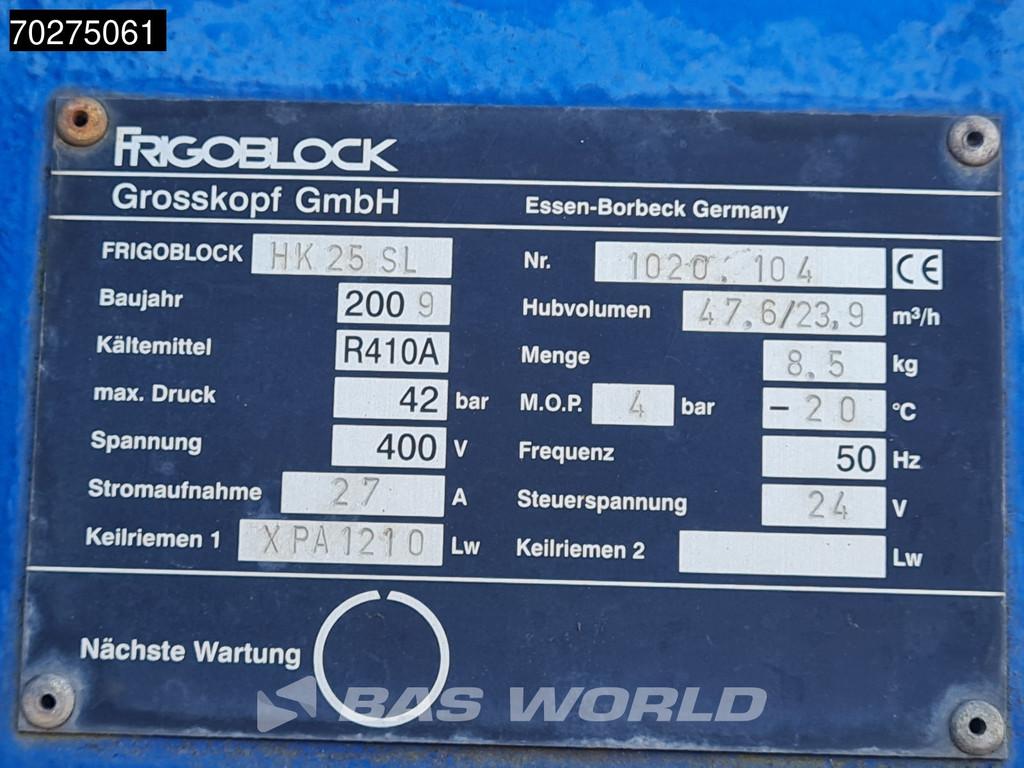 70275061
FRIGOBLOCK
Grosskopf GmbH Essen-Borbeck Germany
FRIGOBLOCK HK 25 SL Nr. 1020.104 CE
Baujahr 2009 Hubvolumen 47,6/23,9 m³/h
Kältemittel R410A Menge 8.5 kg
max. Druck 42 bar M.O.P. 4 bar -20 °C
Spannung 400 V Frequenz 50 Hz
Stromaufnahme 27 A Steuerspannung 24 V
Keilriemen 1 XPA1210 Lw Keilriemen 2 Lw
Nächste Wartung
BAS WORLD